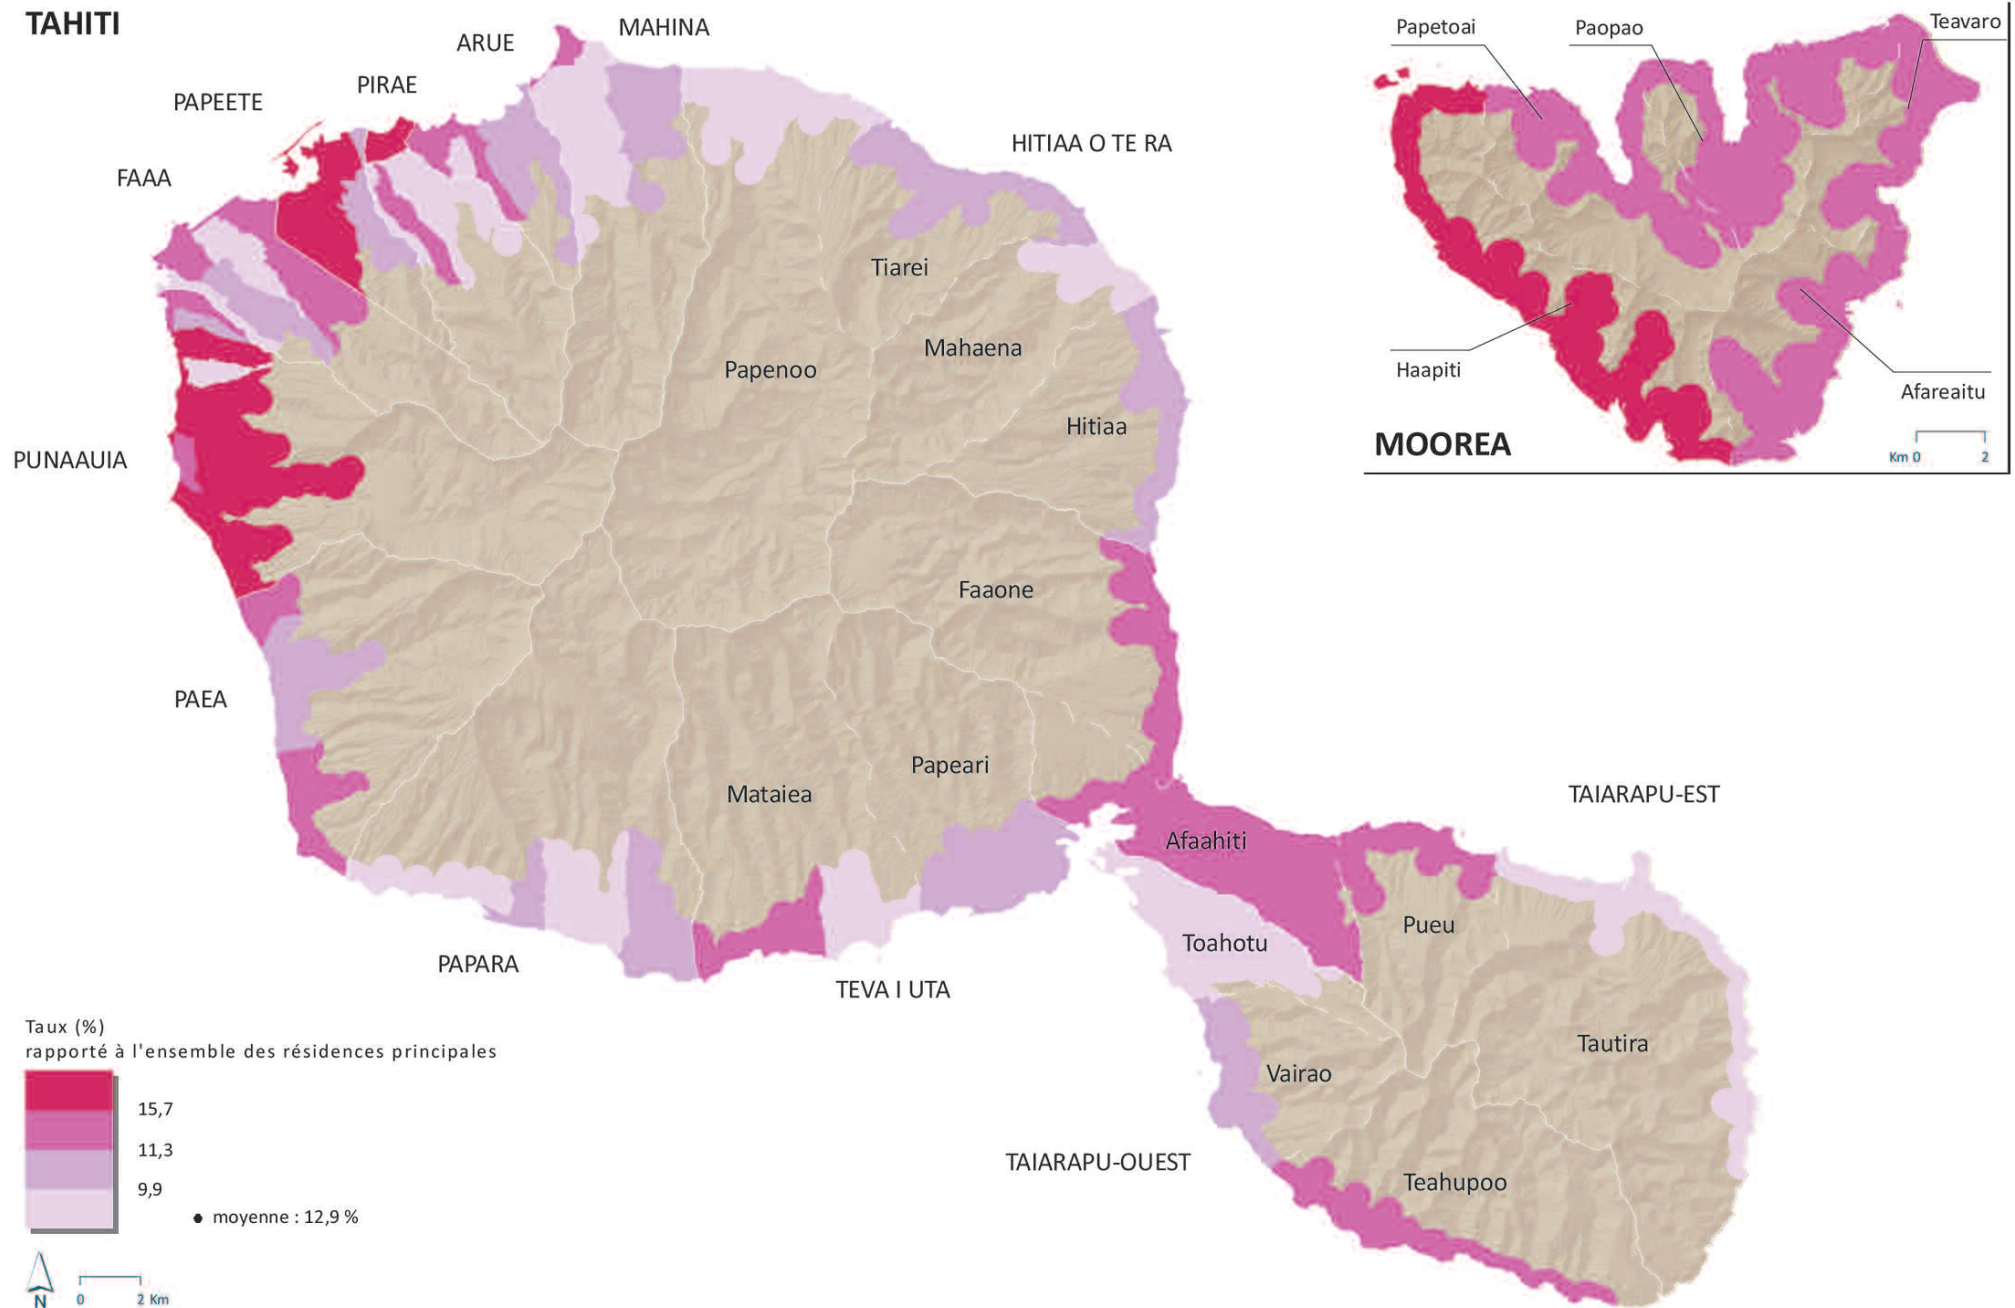 TAHITI
ARUE
MAHINA
PIRAE
PAPEETE
FAAA
HITIAA O TE RA
Tiarei
Mahaena
Papenoo
Hitiaa
PUNAAUIA
Faaone
PAEA
Papeari
Mataiea
PAPARA
TEVA I UTA
TAIARAPU-EST
Afaahiti
Pueu
Toahotu
Tautira
Vairao
TAIARAPU-OUEST
Teahupoo
Papetoai
Paopao
Teavaro
Haapiti
Afareaitu
MOOREA
Km 0 2
Taux (%)
rapporté à l'ensemble des résidences principales
15,7
11,3
9,9
• moyenne : 12,9 %
N
0 2 Km